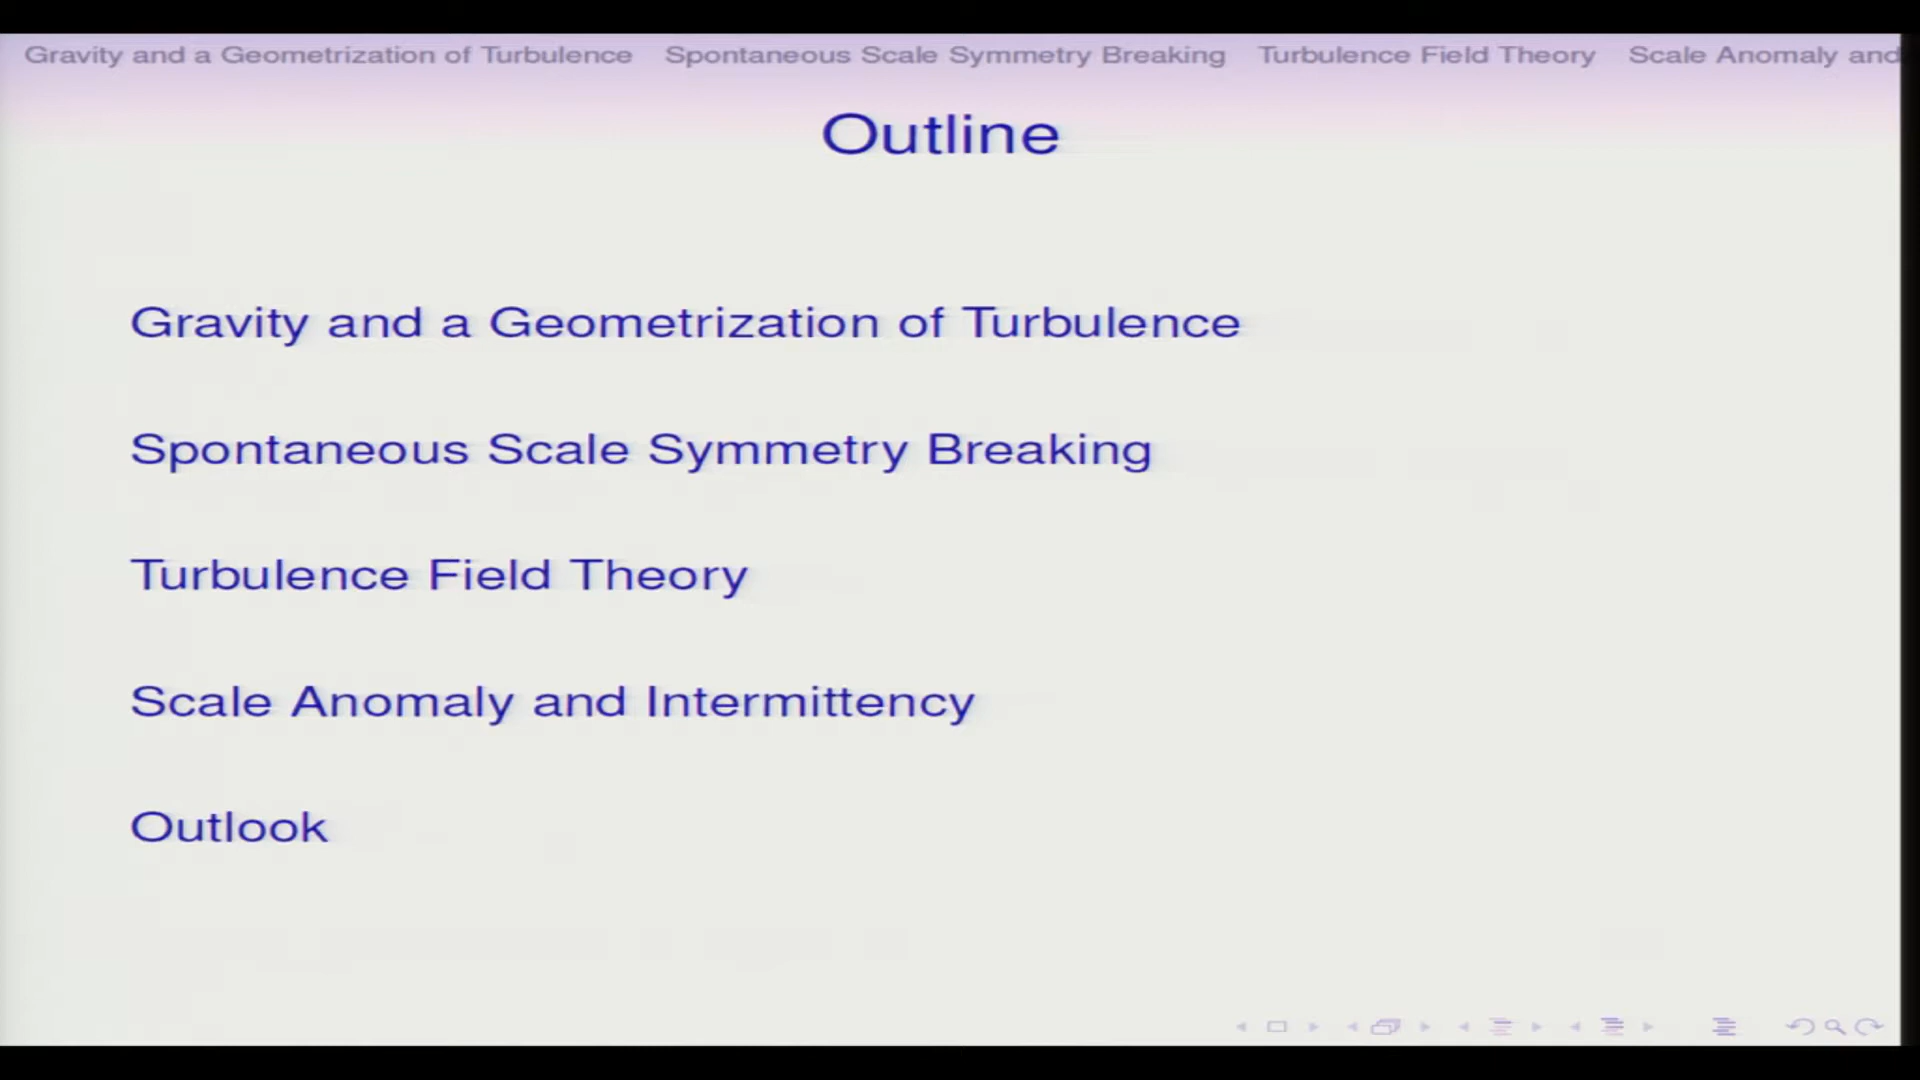 Gravity and a Geometrization of Turbulence Spontaneous Scale Symmetry Breaking Turbulence Field Theory Scale Anomaly and
Outline
Gravity and a Geometrization of Turbulence
Spontaneous Scale Symmetry Breaking
Turbulence Field Theory
Scale Anomaly and Intermittency
Outlook